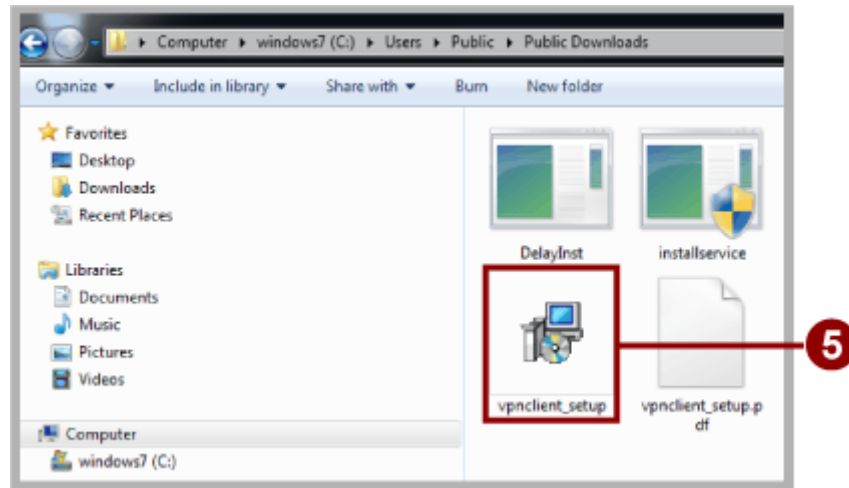 Computer ▸ windows7 (C:) ▸ Users ▸ Public ▸ Public Downloads
Organize ▾ Include in library ▾ Share with ▾ Burn New folder
Favorites
Desktop
Downloads
Recent Places
Libraries
Documents
Music
Pictures
Videos
Computer
windows7 (C:)
DelayInst
installservice
vpnclient_setup
vpnclient_setup.p
df
5